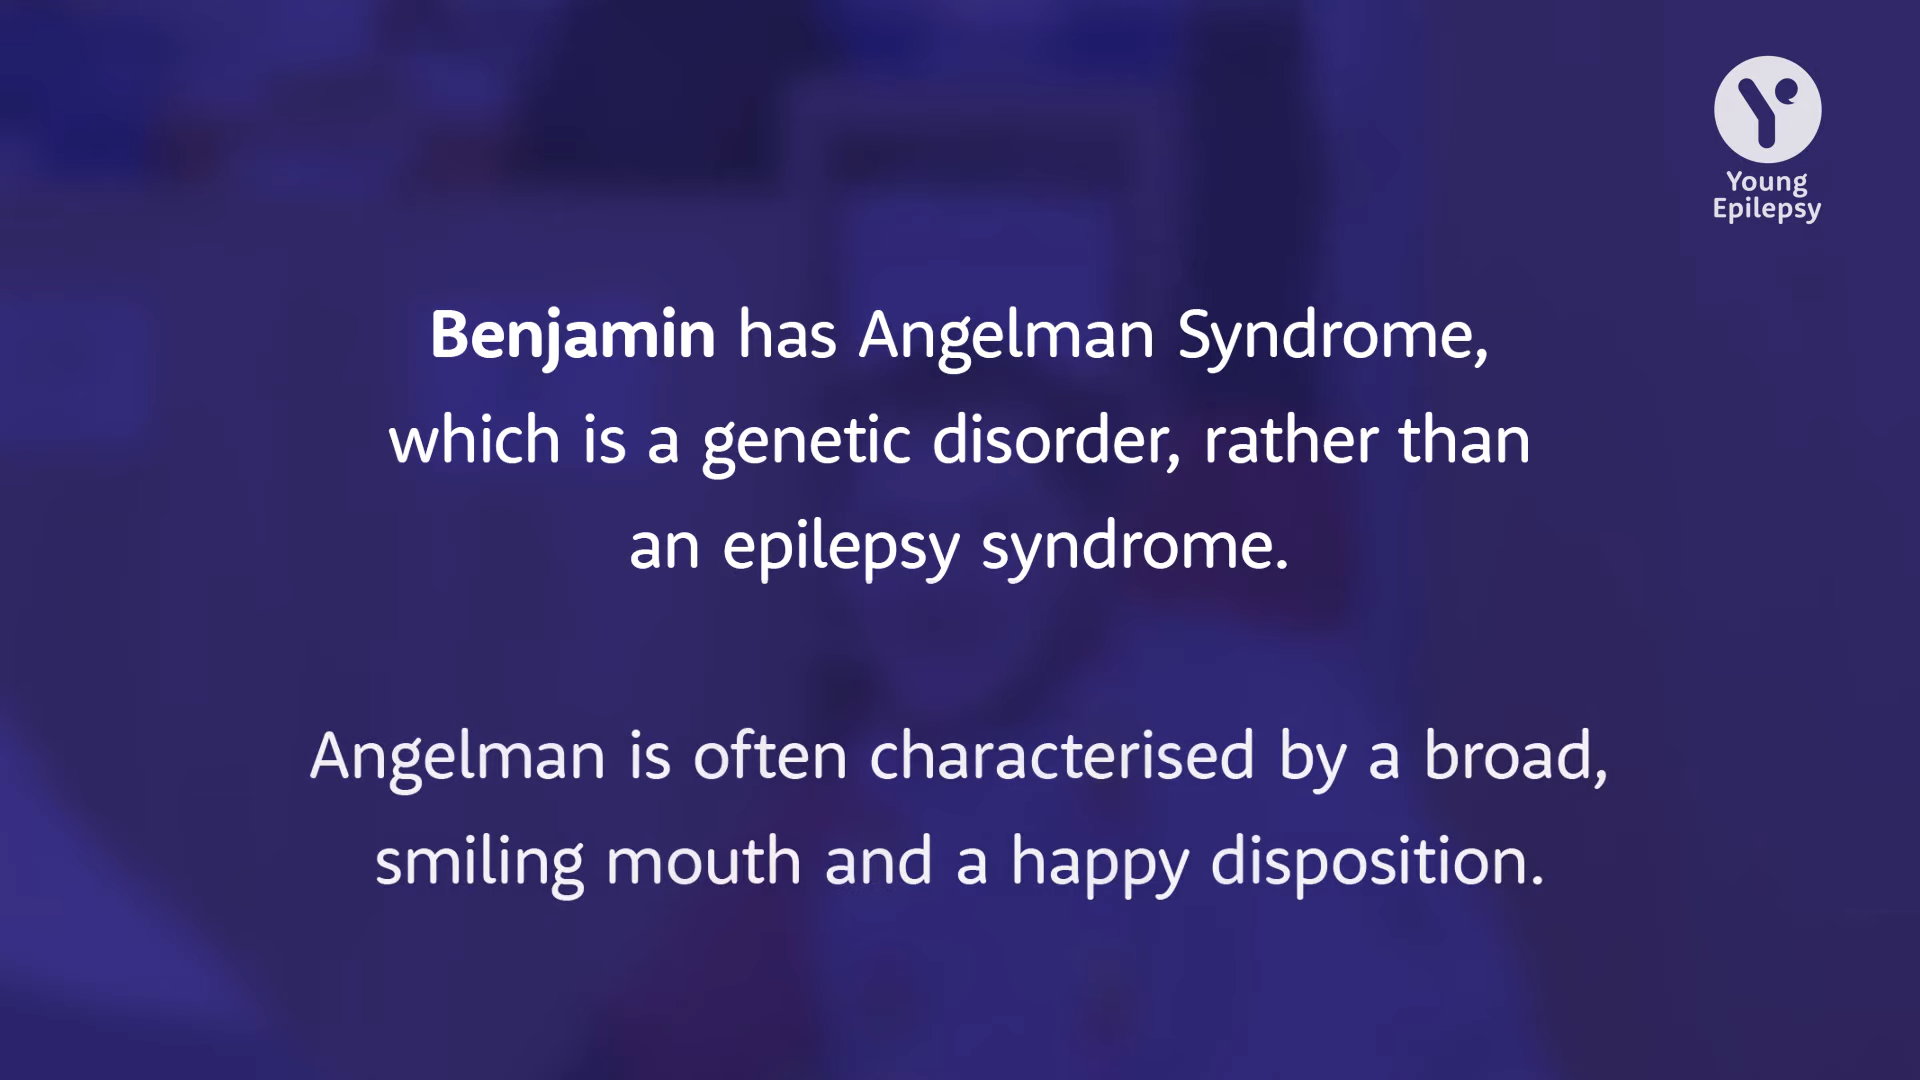 Young
Epilepsy
Benjamin has Angelman Syndrome,
which is a genetic disorder, rather than
an epilepsy syndrome.
Angelman is often characterised by a broad,
smiling mouth and a happy disposition.